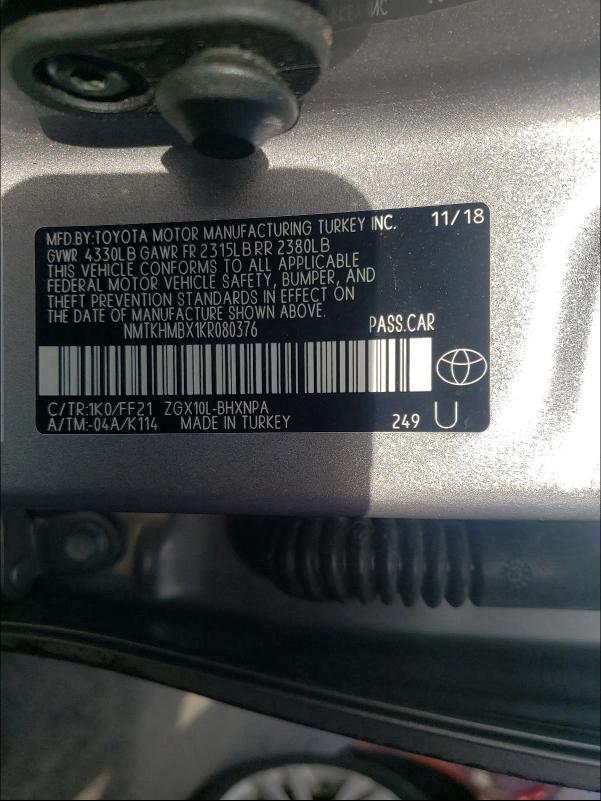 MFD.BY:TOYOTA MOTOR MANUFACTURING TURKEY INC. 11/18
GVWR 4330LB GAWR FR 2315LB RR 2380LB
THIS VEHICLE CONFORMS TO ALL APPLICABLE
FEDERAL MOTOR VEHICLE SAFETY, BUMPER, AND
THEFT PREVENTION STANDARDS IN EFFECT ON
THE DATE OF MANUFACTURE SHOWN ABOVE.
NMTKHMBX1KR080376 PASS.CAR
C/TR:1K0/FF21 ZGX10L-BHXNPA
A/TM:-04A/K114 MADE IN TURKEY 249 U